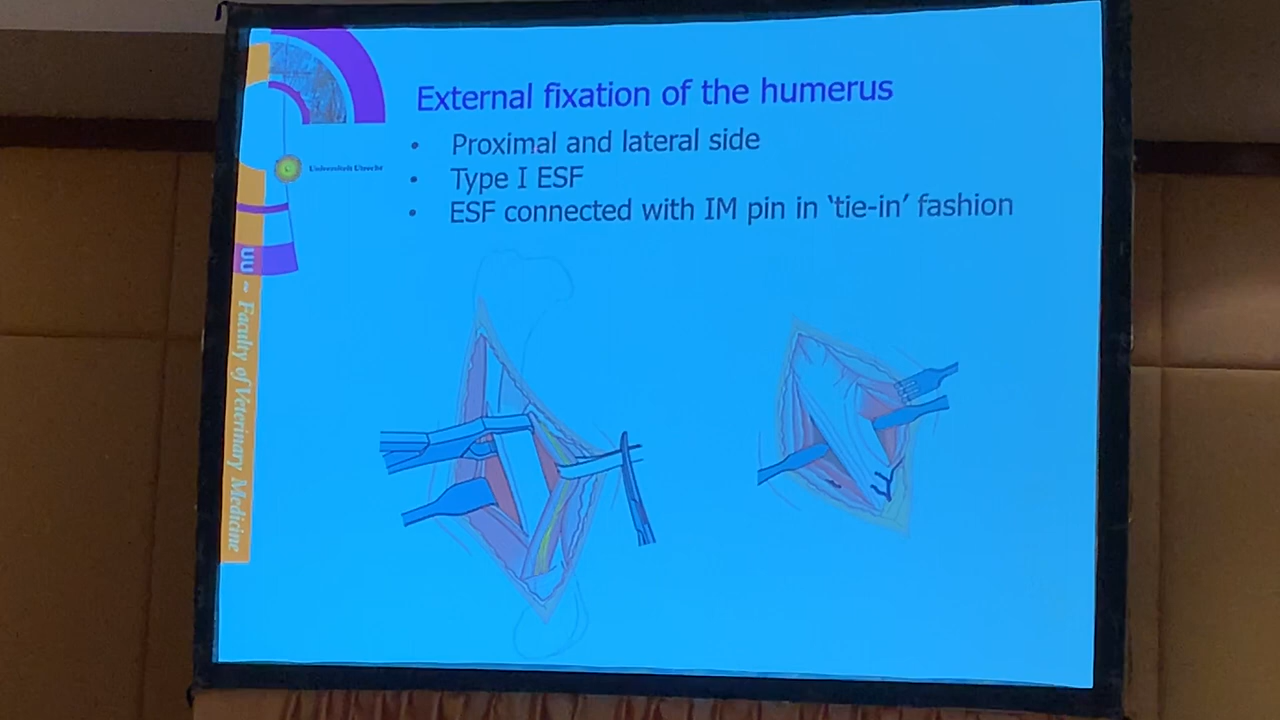 External fixation of the humerus
• Proximal and lateral side
• Type I ESF
• ESF connected with IM pin in ‘tie-in’ fashion
Universiteit Utrecht
UU ~ Faculty of Veterinary Medicine